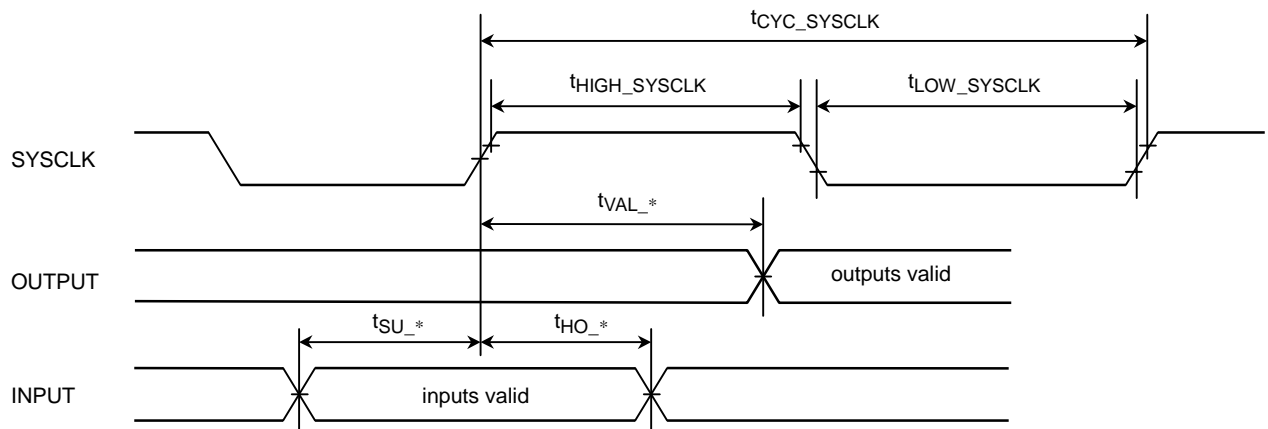 tCYC_SYSCLK
tHIGH_SYSCLK
tLOW_SYSCLK
SYSCLK
tVAL_*
OUTPUT
outputs valid
tSU_*
tHO_*
INPUT
inputs valid